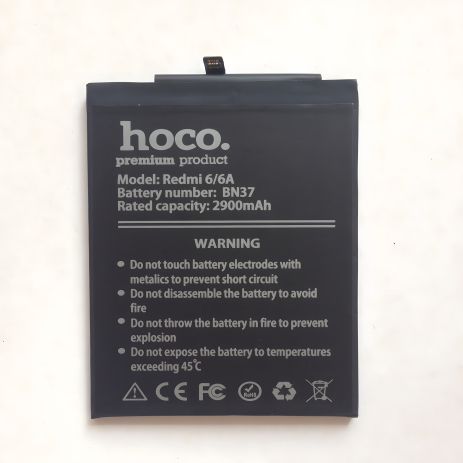 hoco.
premium product
Model: Redmi 6/6A
Battery number: BN37
Rated capacity: 2900mAh
WARNING
• Do not touch battery electrodes with
metalics to prevent short circuit
• Do not disassemble the battery to avoid
fire
• Do not throw the battery in fire to prevent
explosion
• Do not expose the battery to temperatures
exceeding 45℃
CE FC RoHS